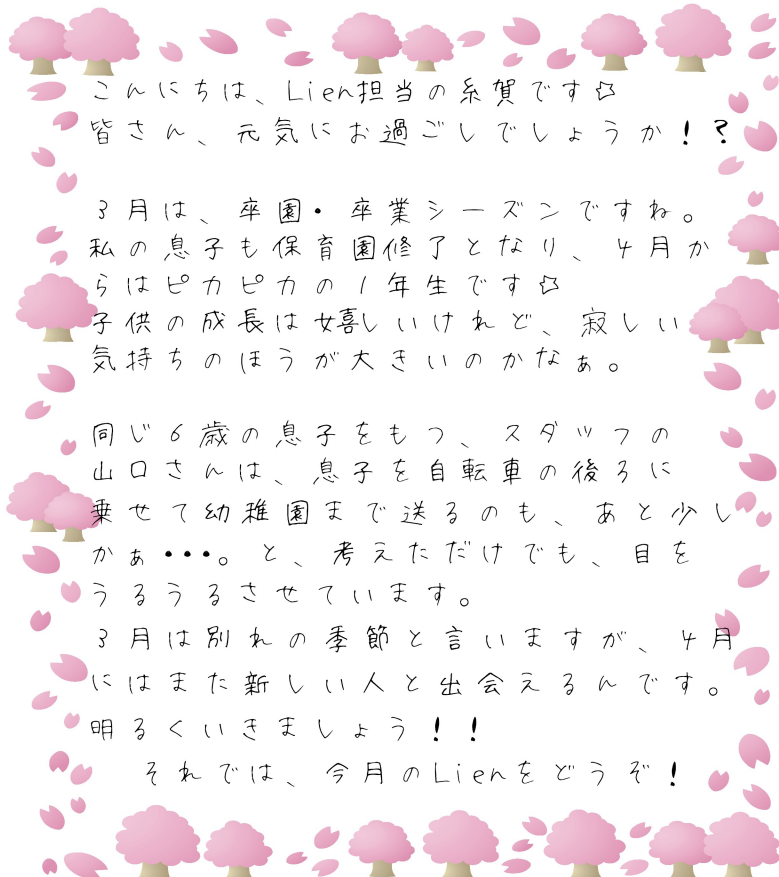 こんにちは、Lien担当の糸賀です☆
皆さん、元気にお過ごしでしょうか！？
3月は、卒園・卒業シーズンですね。
私の息子も保育園修了となり、4月か
らはピカピカの1年生です☆
子供の成長は嬉しいけれど、寂しい
気持ちのほうが大きいのかなぁ。
同じ6歳の息子をもつ、スタッフの
山口さんは、息子を自転車の後ろに
乗せて幼稚園まで送るのも、あと少し
かぁ・・・。と、考えただけでも、目を
うるうるさせています。
3月は別れの季節と言いますが、4月
にはまた新しい人と出会えるんです。
明るくいきましょう！！
それでは、今月のLienをどうぞ！